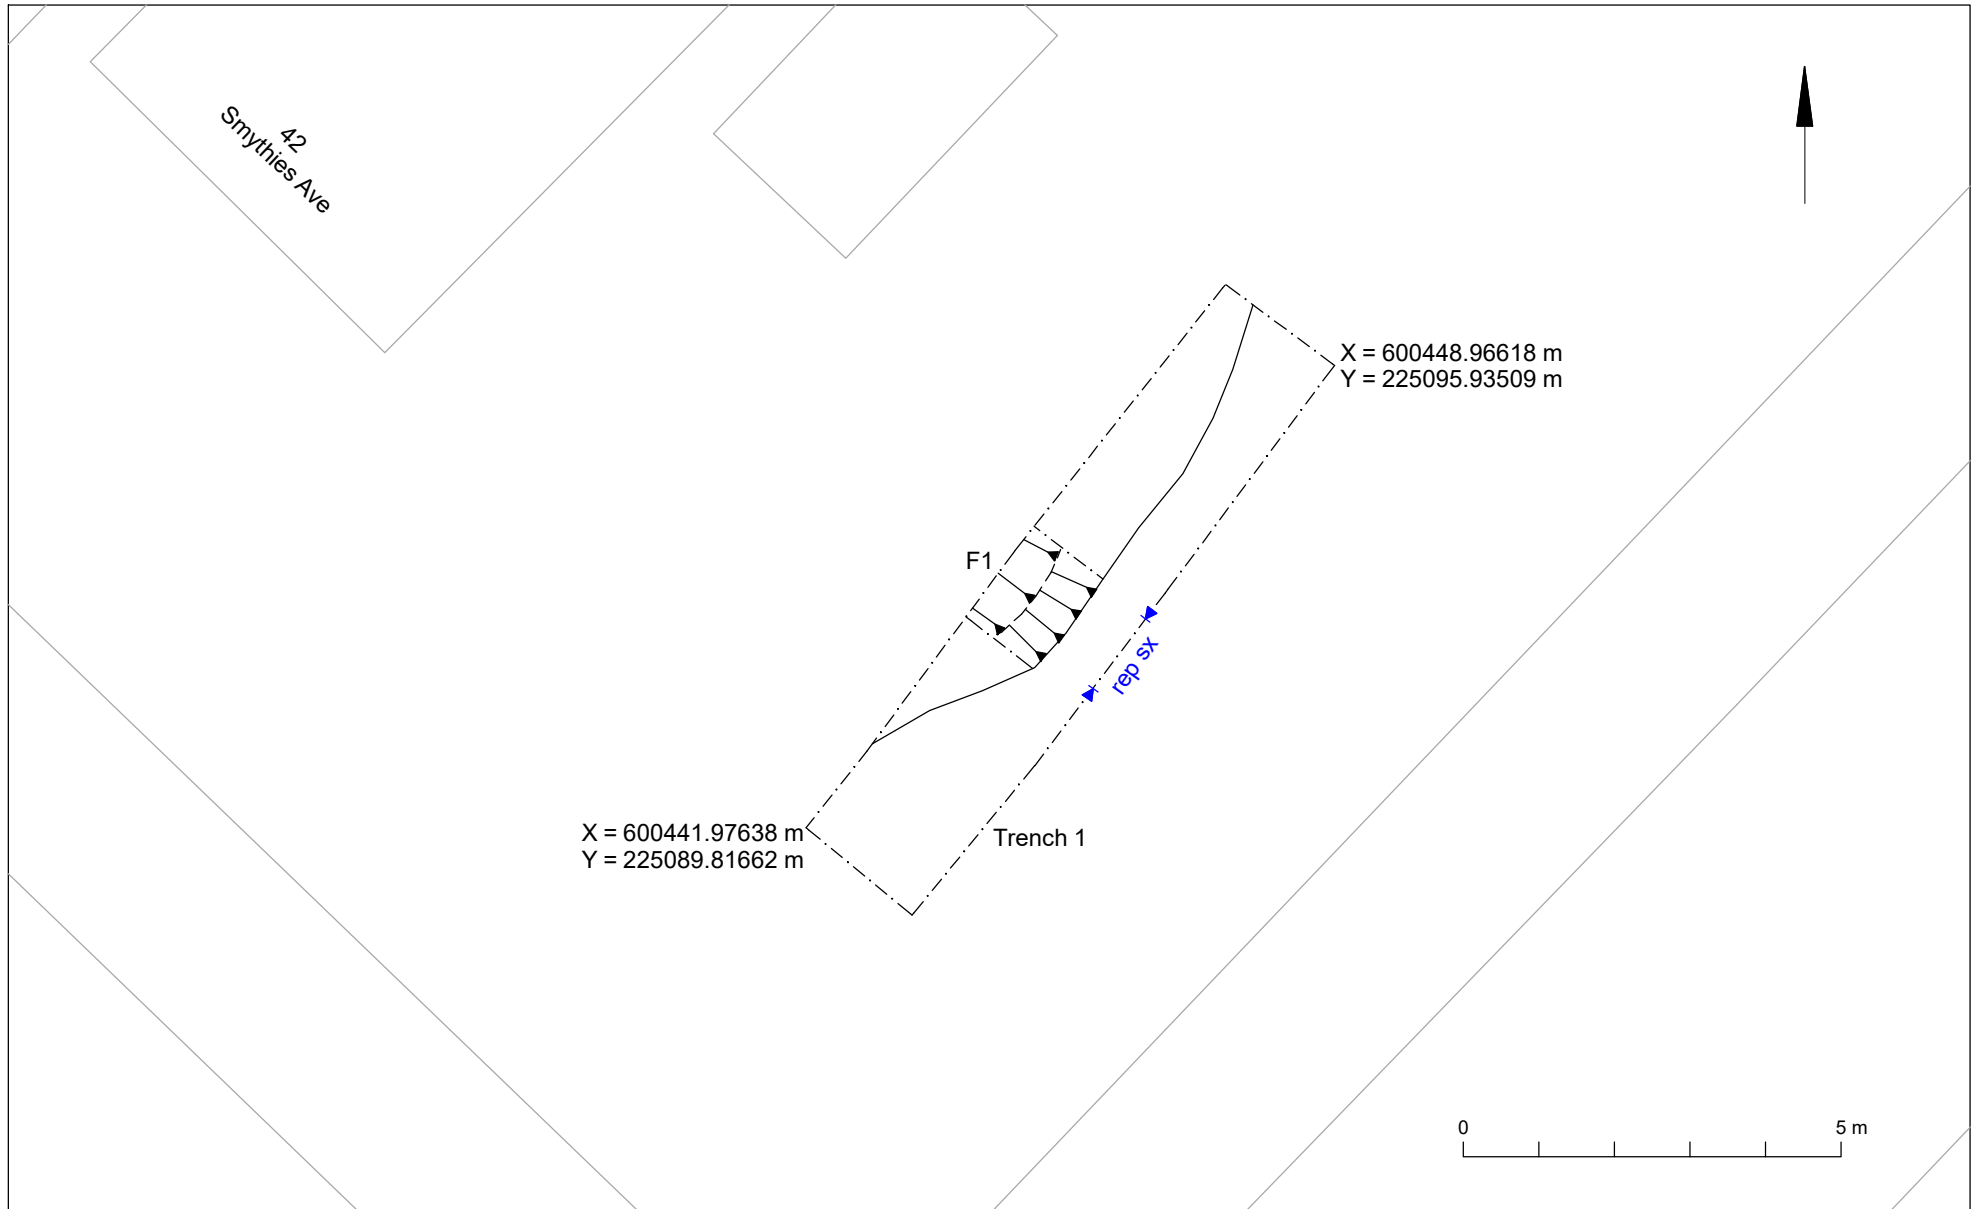 42
Smythies Ave
X = 600448.96618 m
Y = 225095.93509 m
F1
rep sx
X = 600441.97638 m
Y = 225089.81662 m
Trench 1
0
5 m